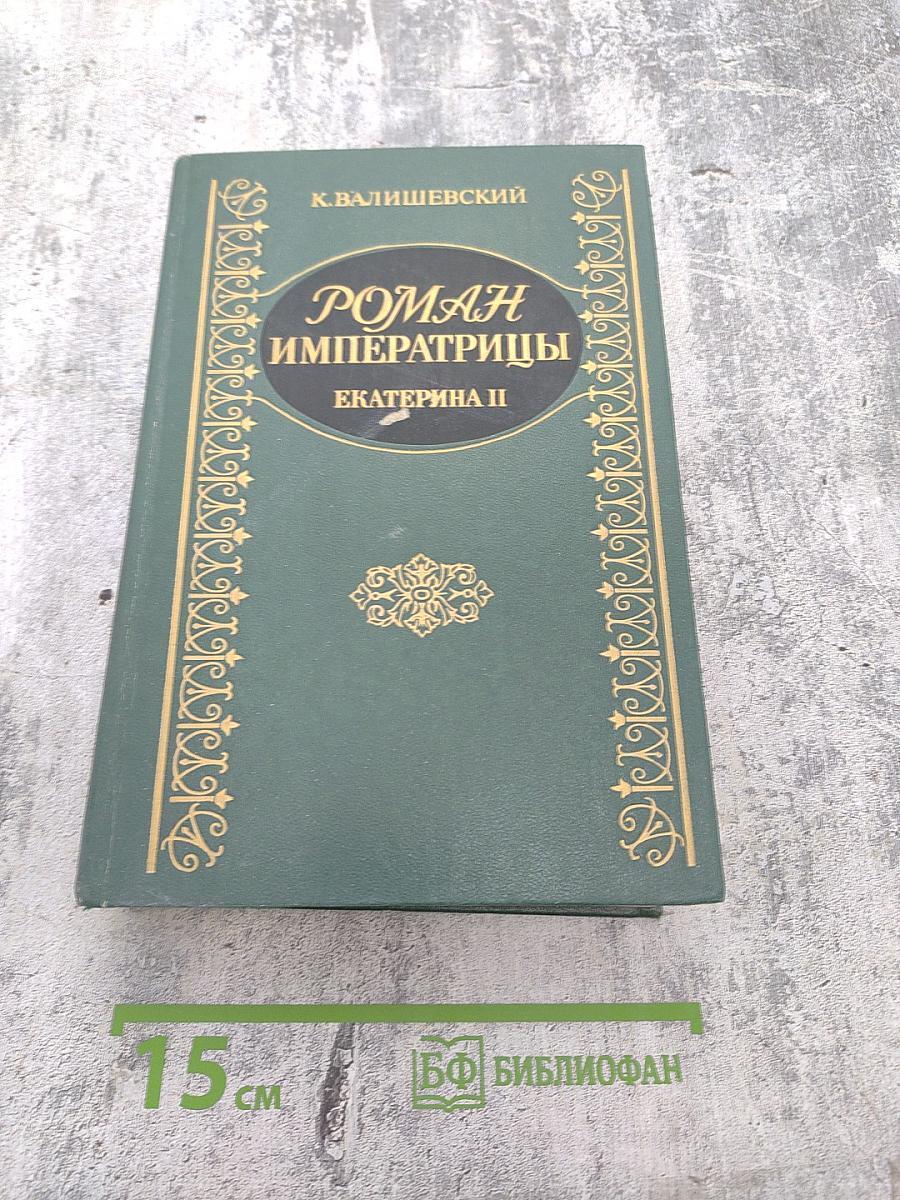 К. ВАЛИШЕВСКИЙ
РОМАН
ИМПЕРАТРИЦЫ
ЕКАТЕРИНА II
15 см
БФ БИБЛИОФАН